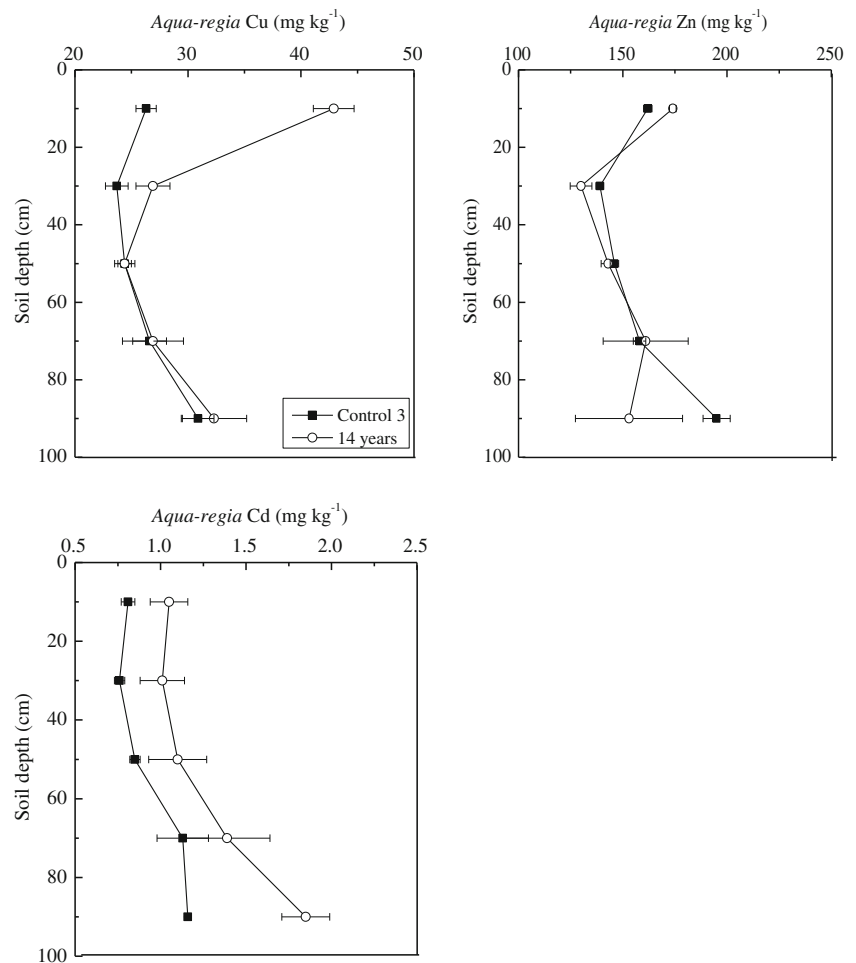 Aqua-regia Cu (mg kg⁻¹)
20 30 40 50
0
20
40
60
80
100
Soil depth (cm)
Control 3
14 years
Aqua-regia Zn (mg kg⁻¹)
100 150 200 250
0
20
40
60
80
100
Soil depth (cm)
Aqua-regia Cd (mg kg⁻¹)
0.5 1.0 1.5 2.0 2.5
0
20
40
60
80
100
Soil depth (cm)